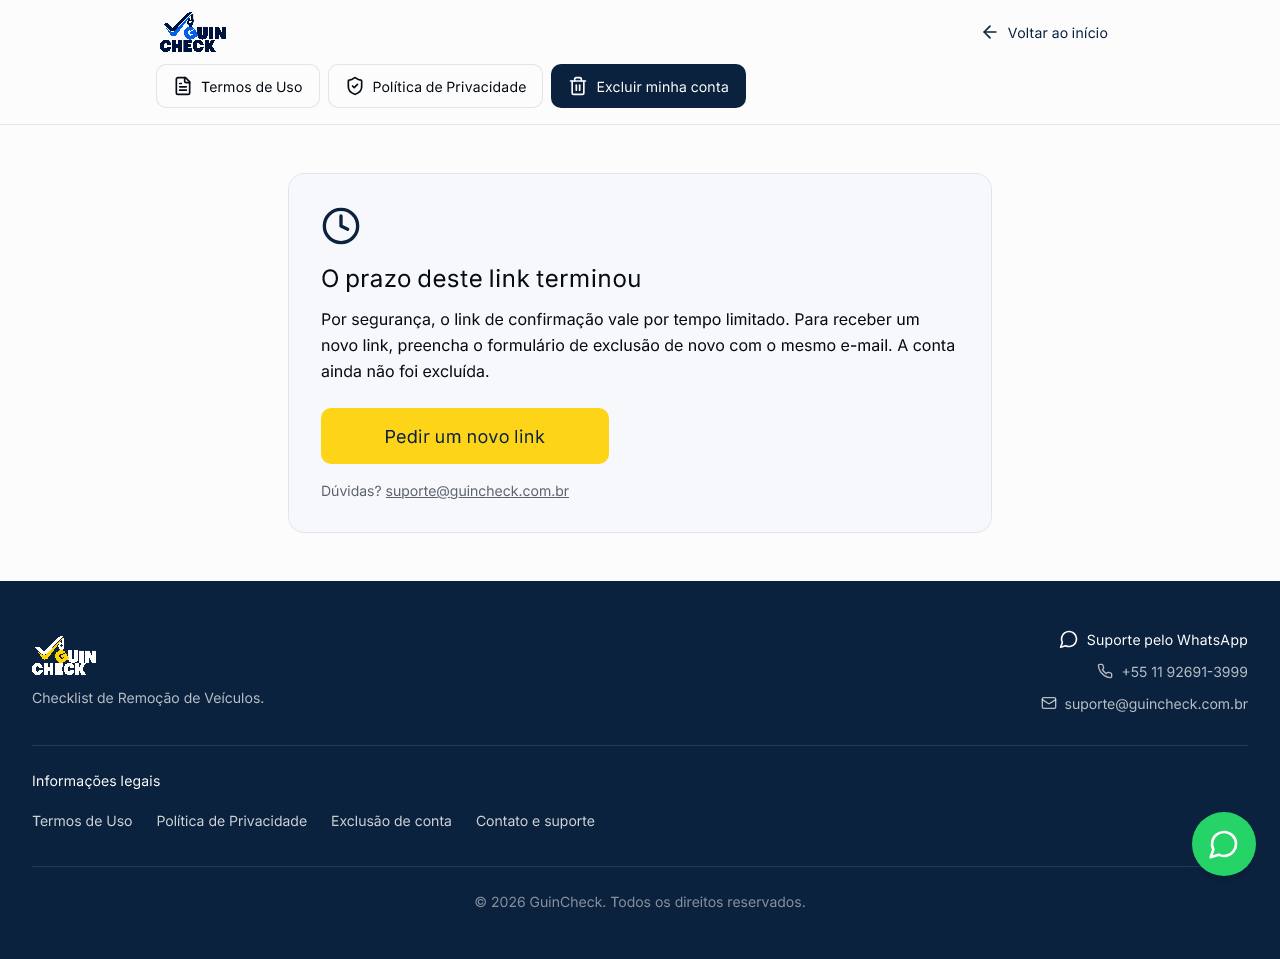 GUIN
CHECK
Voltar ao início
Termos de Uso
Política de Privacidade
Excluir minha conta
O prazo deste link terminou
Por segurança, o link de confirmação vale por tempo limitado. Para receber um
novo link, preencha o formulário de exclusão de novo com o mesmo e-mail. A conta
ainda não foi excluída.
Pedir um novo link
Dúvidas? suporte@guincheck.com.br
GUIN
CHECK
Checklist de Remoção de Veículos.
Suporte pelo WhatsApp
+55 11 92691-3999
suporte@guincheck.com.br
Informações legais
Termos de Uso
Política de Privacidade
Exclusão de conta
Contato e suporte
© 2026 GuinCheck. Todos os direitos reservados.